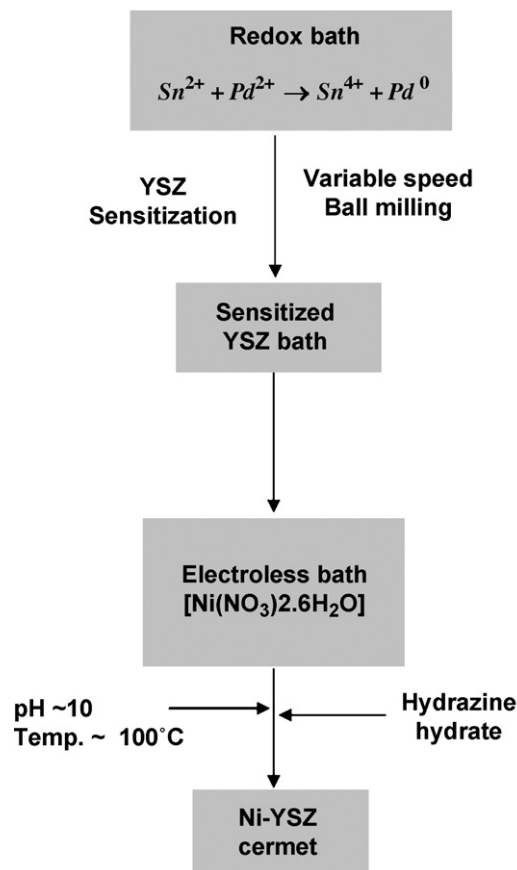 Redox bath
Sn²⁺ + Pd²⁺ → Sn⁴⁺ + Pd⁰
YSZ
Sensitization
Variable speed
Ball milling
Sensitized
YSZ bath
Electroless bath
[Ni(NO₃)2.6H₂O]
pH ~10
Temp. ~ 100°C
Hydrazine
hydrate
Ni-YSZ
cermet